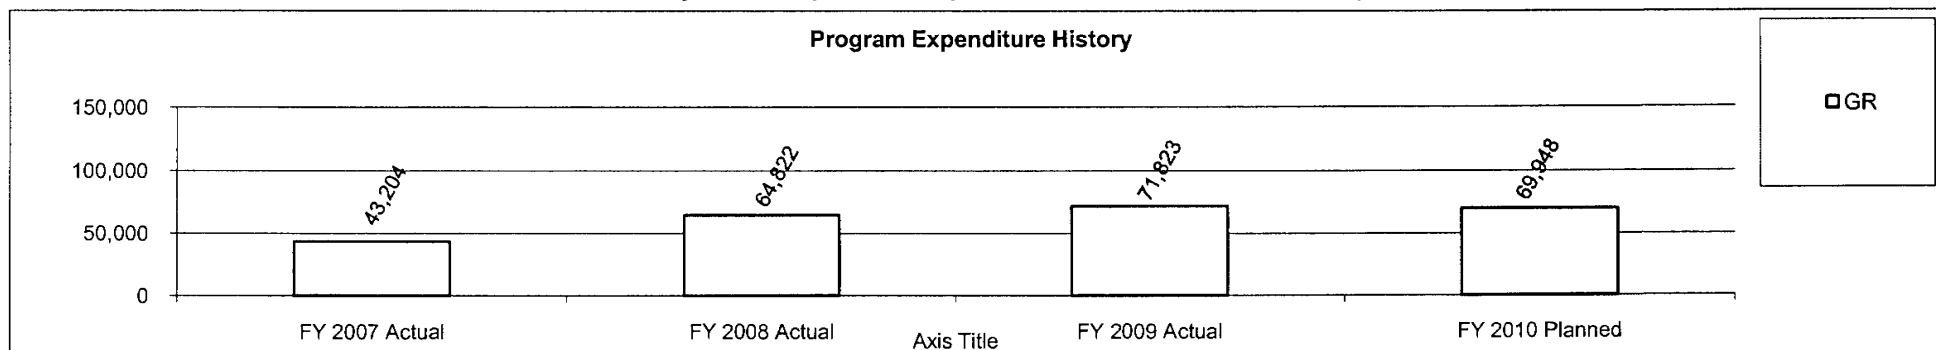 Program Expenditure History
GR
150,000
100,000
50,000
0
43,204
64,822
71,823
69,948
FY 2007 Actual
FY 2008 Actual
FY 2009 Actual
FY 2010 Planned
Axis Title